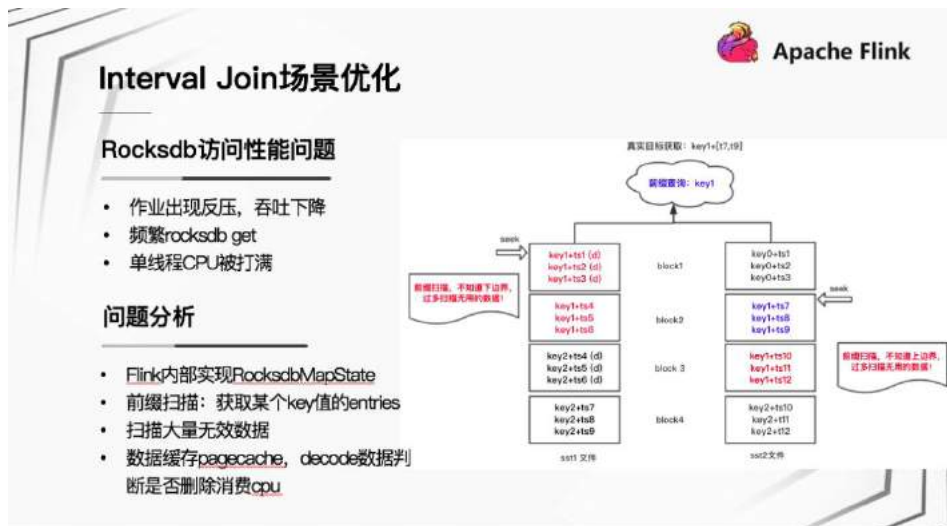 Apache Flink
Interval Join场景优化
Rocksdb访问性能问题
• 作业出现反压，吞吐下降
• 频繁rocksdb get
• 单线程CPU被打满
问题分析
• Flink内部实现RocksdbMapState
• 前缀扫描：获取某个key值的entries
• 扫描大量无效数据
• 数据缓存pagecache，decode数据判
断是否删除消费cpu
真实目标获取：key1+[t7,t9]
前缀查询：key1
seek
key1+ts1 (d)
key1+ts2 (d)
key1+ts3 (d)
block1
key0+ts1
key0+ts2
key0+ts3
seek
前缀扫描，不知道下边界，
过多扫描无用的数据！
key1+ts4
key1+ts5
key1+ts6
block2
key1+ts7
key1+ts8
key1+ts9
key2+ts4 (d)
key2+ts5 (d)
key2+ts6 (d)
block 3
key1+ts10
key1+ts11
key1+ts12
前缀扫描，不知道上边界，
过多扫描无用的数据！
key2+ts7
key2+ts8
key2+ts9
block4
key2+ts10
key2+t11
key2+t12
sst1 文件
sst2文件